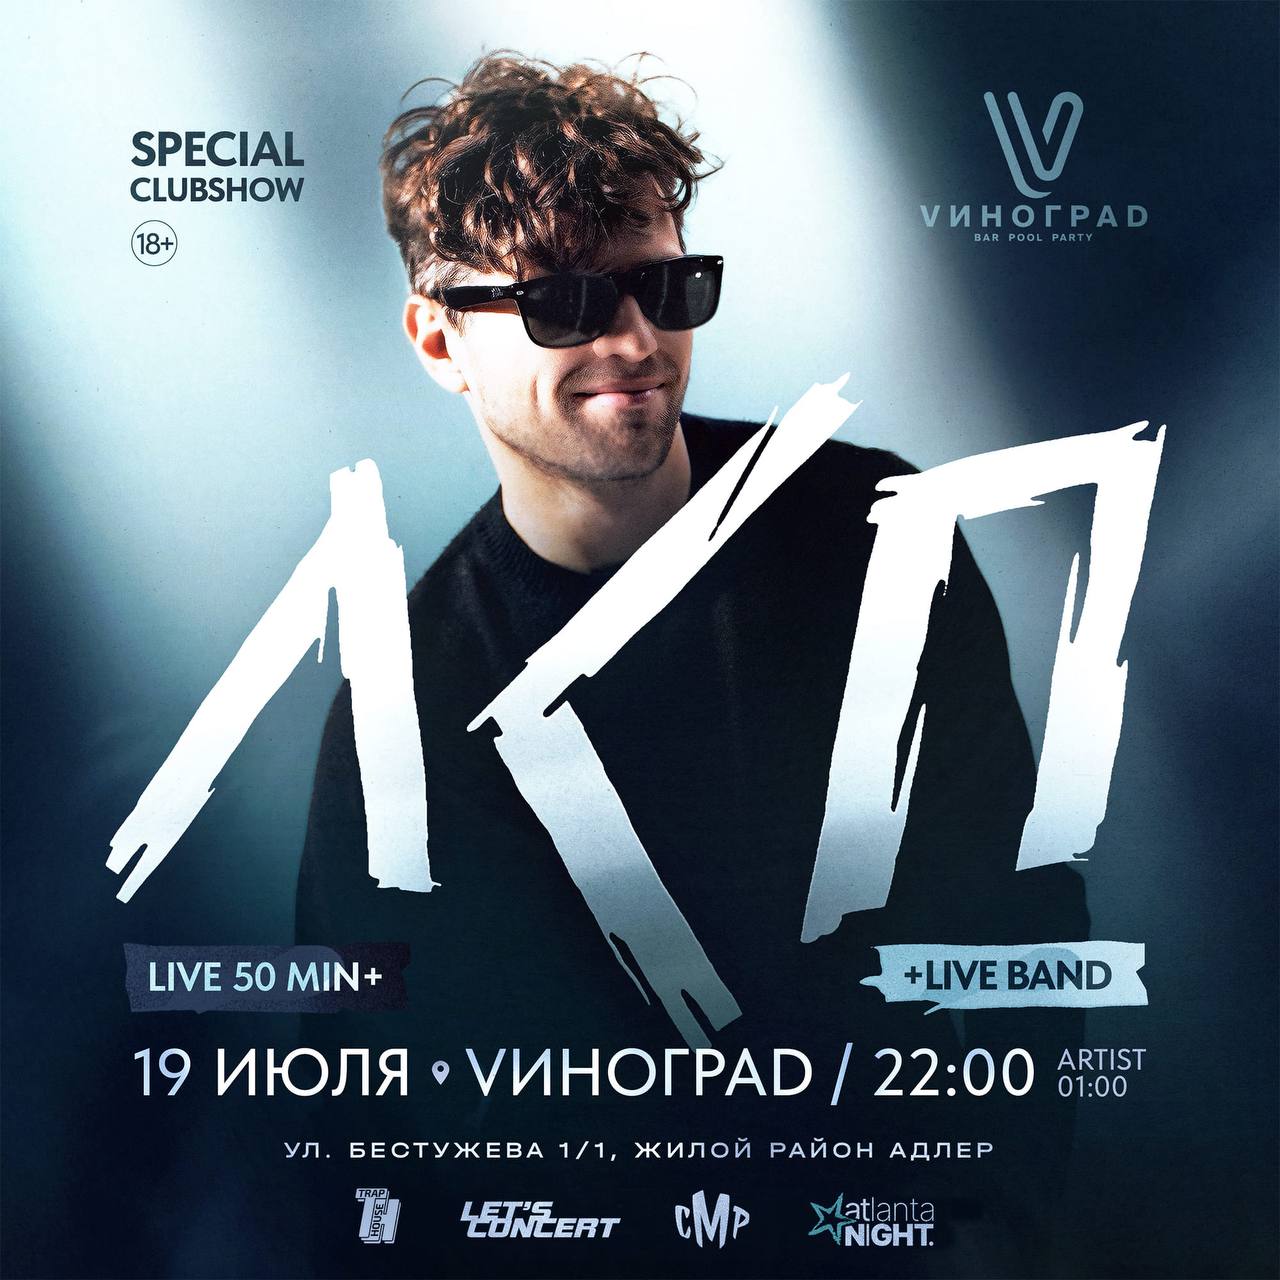 SPECIAL
CLUBSHOW
18+
VИНОГРАD
BAR POOL PARTY
ЛСП
LIVE 50 MIN+
+LIVE BAND
19 ИЮЛЯ VИНОГРАD / 22:00 ARTIST
01:00
УЛ. БЕСТУЖЕВА 1/1, ЖИЛОЙ РАЙОН АДЛЕР
TRAP
HOUSE
LET'S
CONCERT
CMP
atlanta
NIGHT.